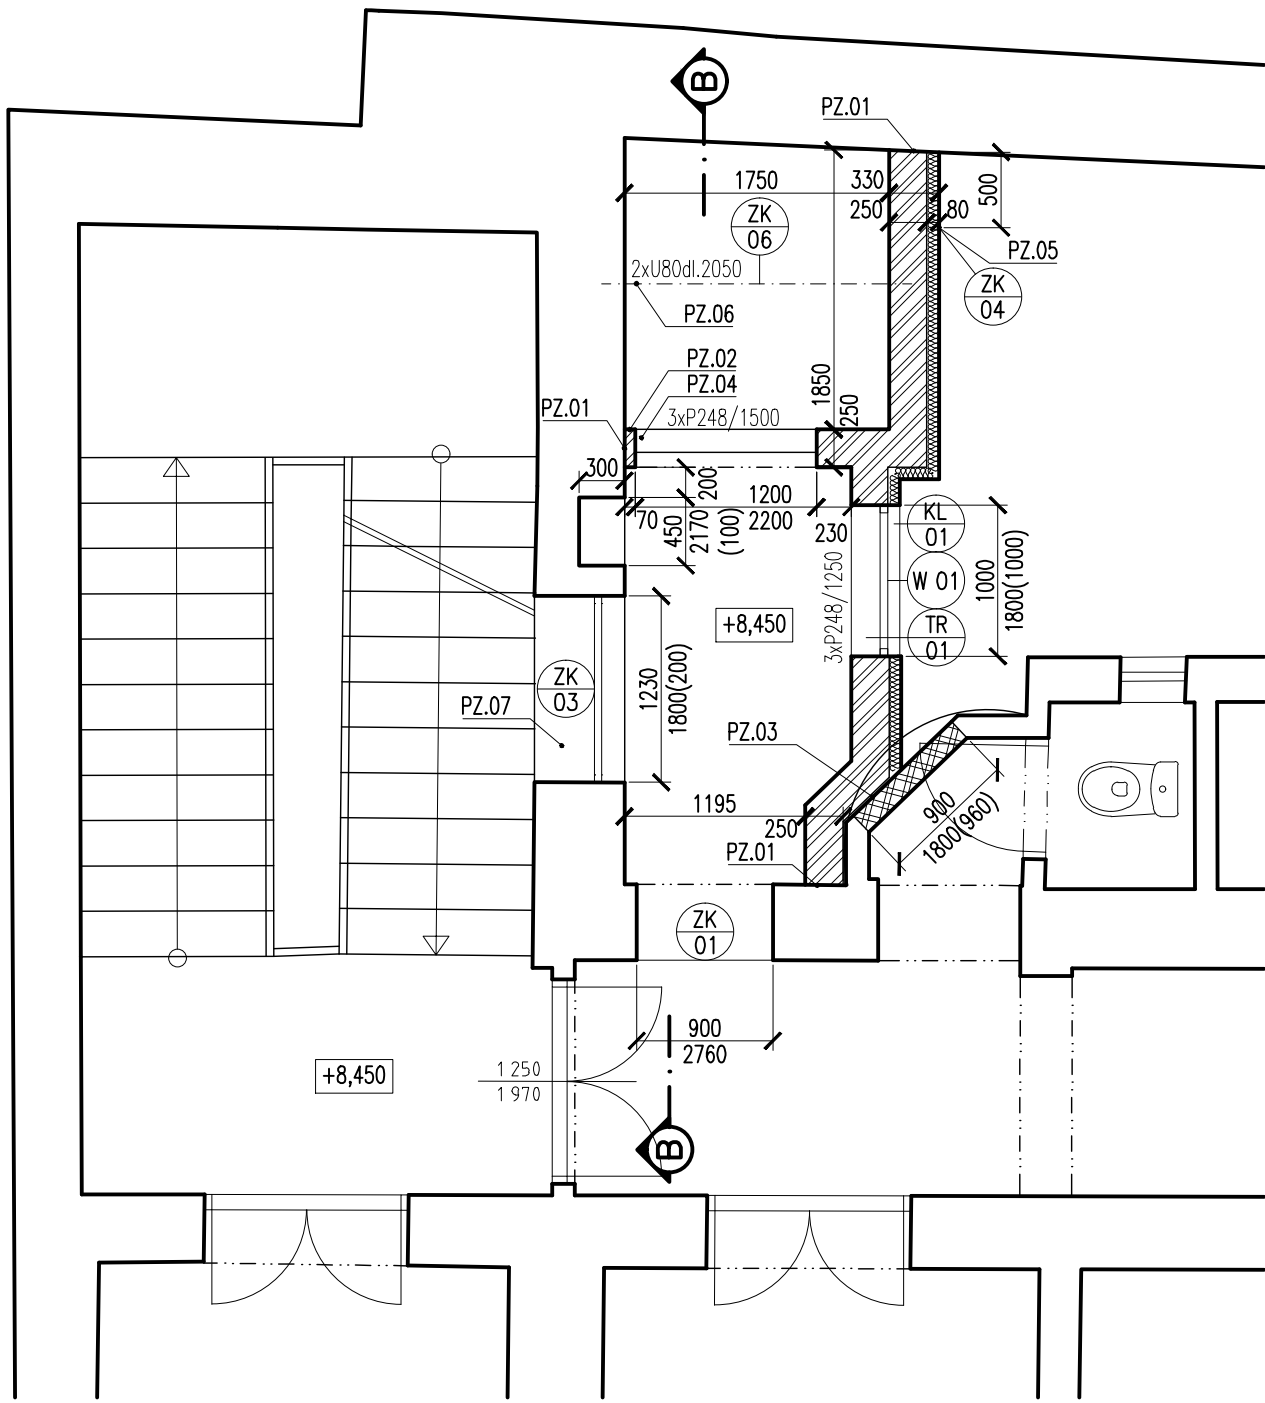 B
PZ.01
1750
330
500
250
80
ZK
06
PZ.05
2xU80dl.2050
ZK
04
PZ.06
PZ.02
PZ.04
1850
250
PZ.01
3xP248/1500
300
200
1200
2200
70
450
2170
(100)
230
KL
01
W 01
TR
01
1000
1800(1000)
3xP248/1250
+8,450
ZK
03
1230
1800(200)
PZ.07
PZ.03
1195
250
900
1800(960)
PZ.01
ZK
01
900
2760
+8,450
1 250
1 970
B